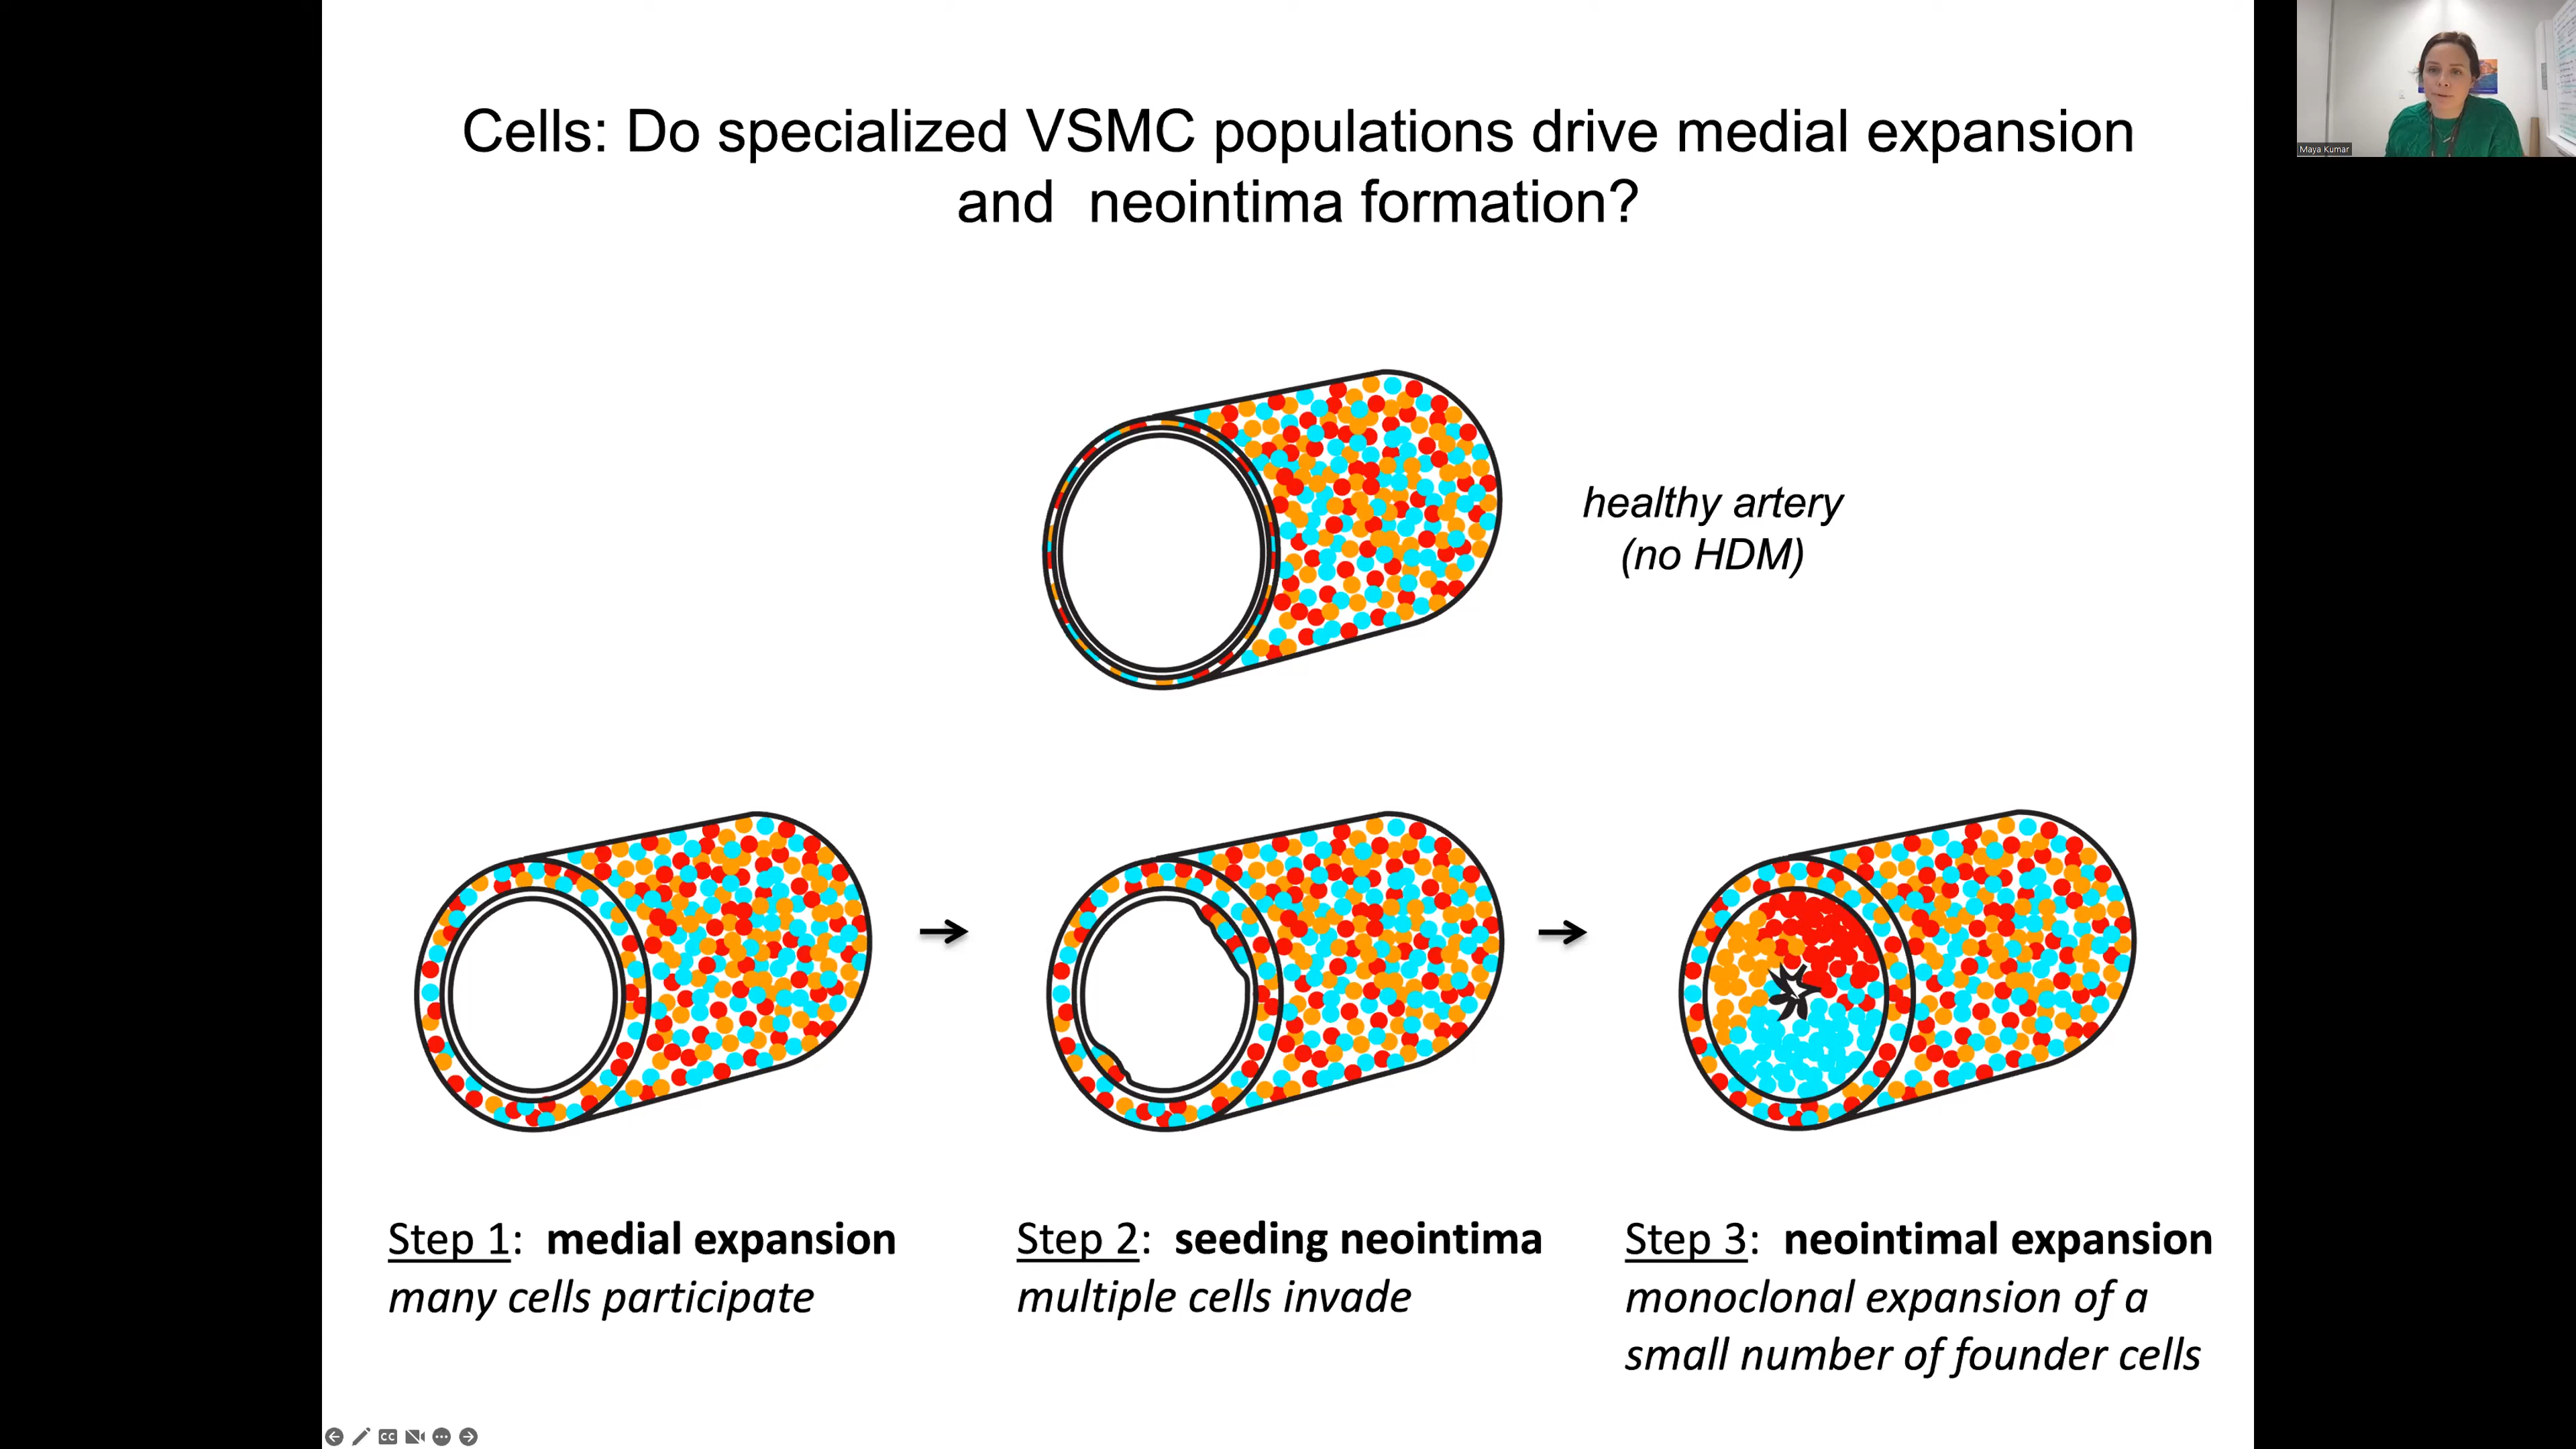 Cells: Do specialized VSMC populations drive medial expansion
and neointima formation?
Maya Kumar
healthy artery
(no HDM)
Step 1: medial expansion
many cells participate
Step 2: seeding neointima
multiple cells invade
Step 3: neointimal expansion
monoclonal expansion of a
small number of founder cells
CC